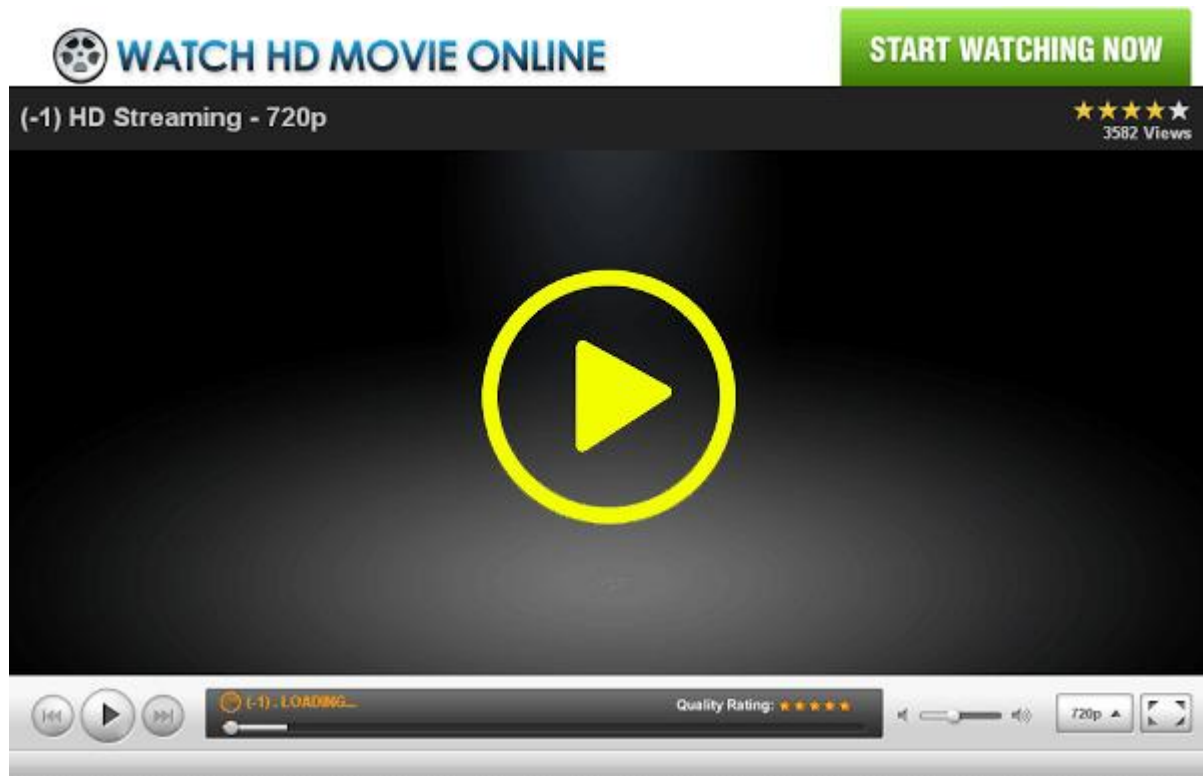 WATCH HD MOVIE ONLINE
START WATCHING NOW
(-1) HD Streaming - 720p
3582 Views
(-1) : LOADING...
Quality Rating:
720p